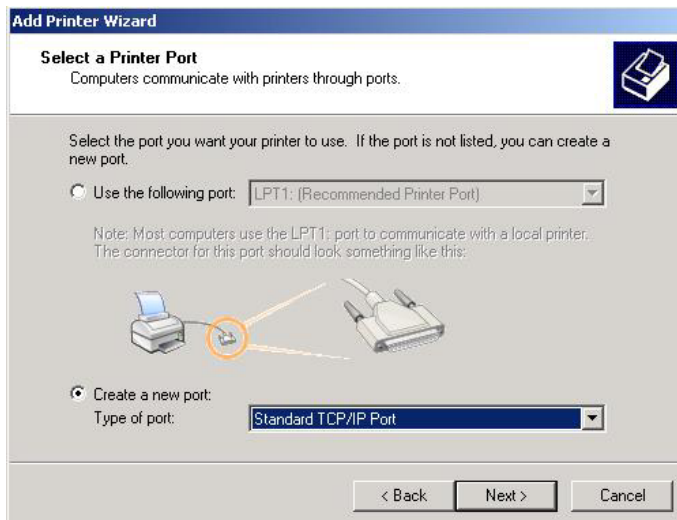 Add Printer Wizard
Select a Printer Port
Computers communicate with printers through ports.
Select the port you want your printer to use. If the port is not listed, you can create a
new port.
Use the following port: LPT1: (Recommended Printer Port)
Note: Most computers use the LPT1: port to communicate with a local printer.
The connector for this port should look something like this:
Create a new port:
Type of port: Standard TCP/IP Port
< Back Next > Cancel